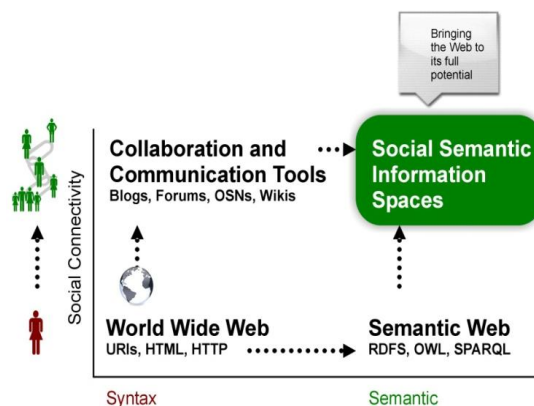 Bringing
the Web to
its full
potential
Collaboration and
Communication Tools
Blogs, Forums, OSNs, Wikis
Social Semantic
Information
Spaces
Social Connectivity
World Wide Web
URIs, HTML, HTTP
Semantic Web
RDFS, OWL, SPARQL
Syntax
Semantic